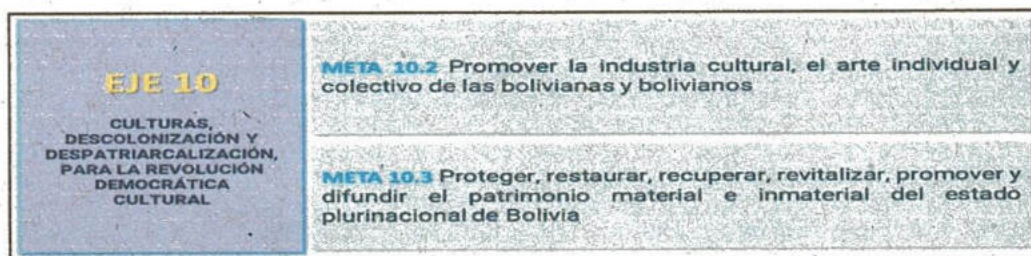 EJE 10
CULTURAS,
DESCOLONIZACIÓN Y
DESPATRIARCALIZACIÓN,
PARA LA REVOLUCIÓN
DEMOCRÁTICA
CULTURAL
META 10.2 Promover la industria cultural, el arte individual y
colectivo de las bolivianas y bolivianos
META 10.3 Proteger, restaurar, recuperar, revitalizar, promover y
difundir el patrimonio material e inmaterial del estado
plurinacional de Bolivia